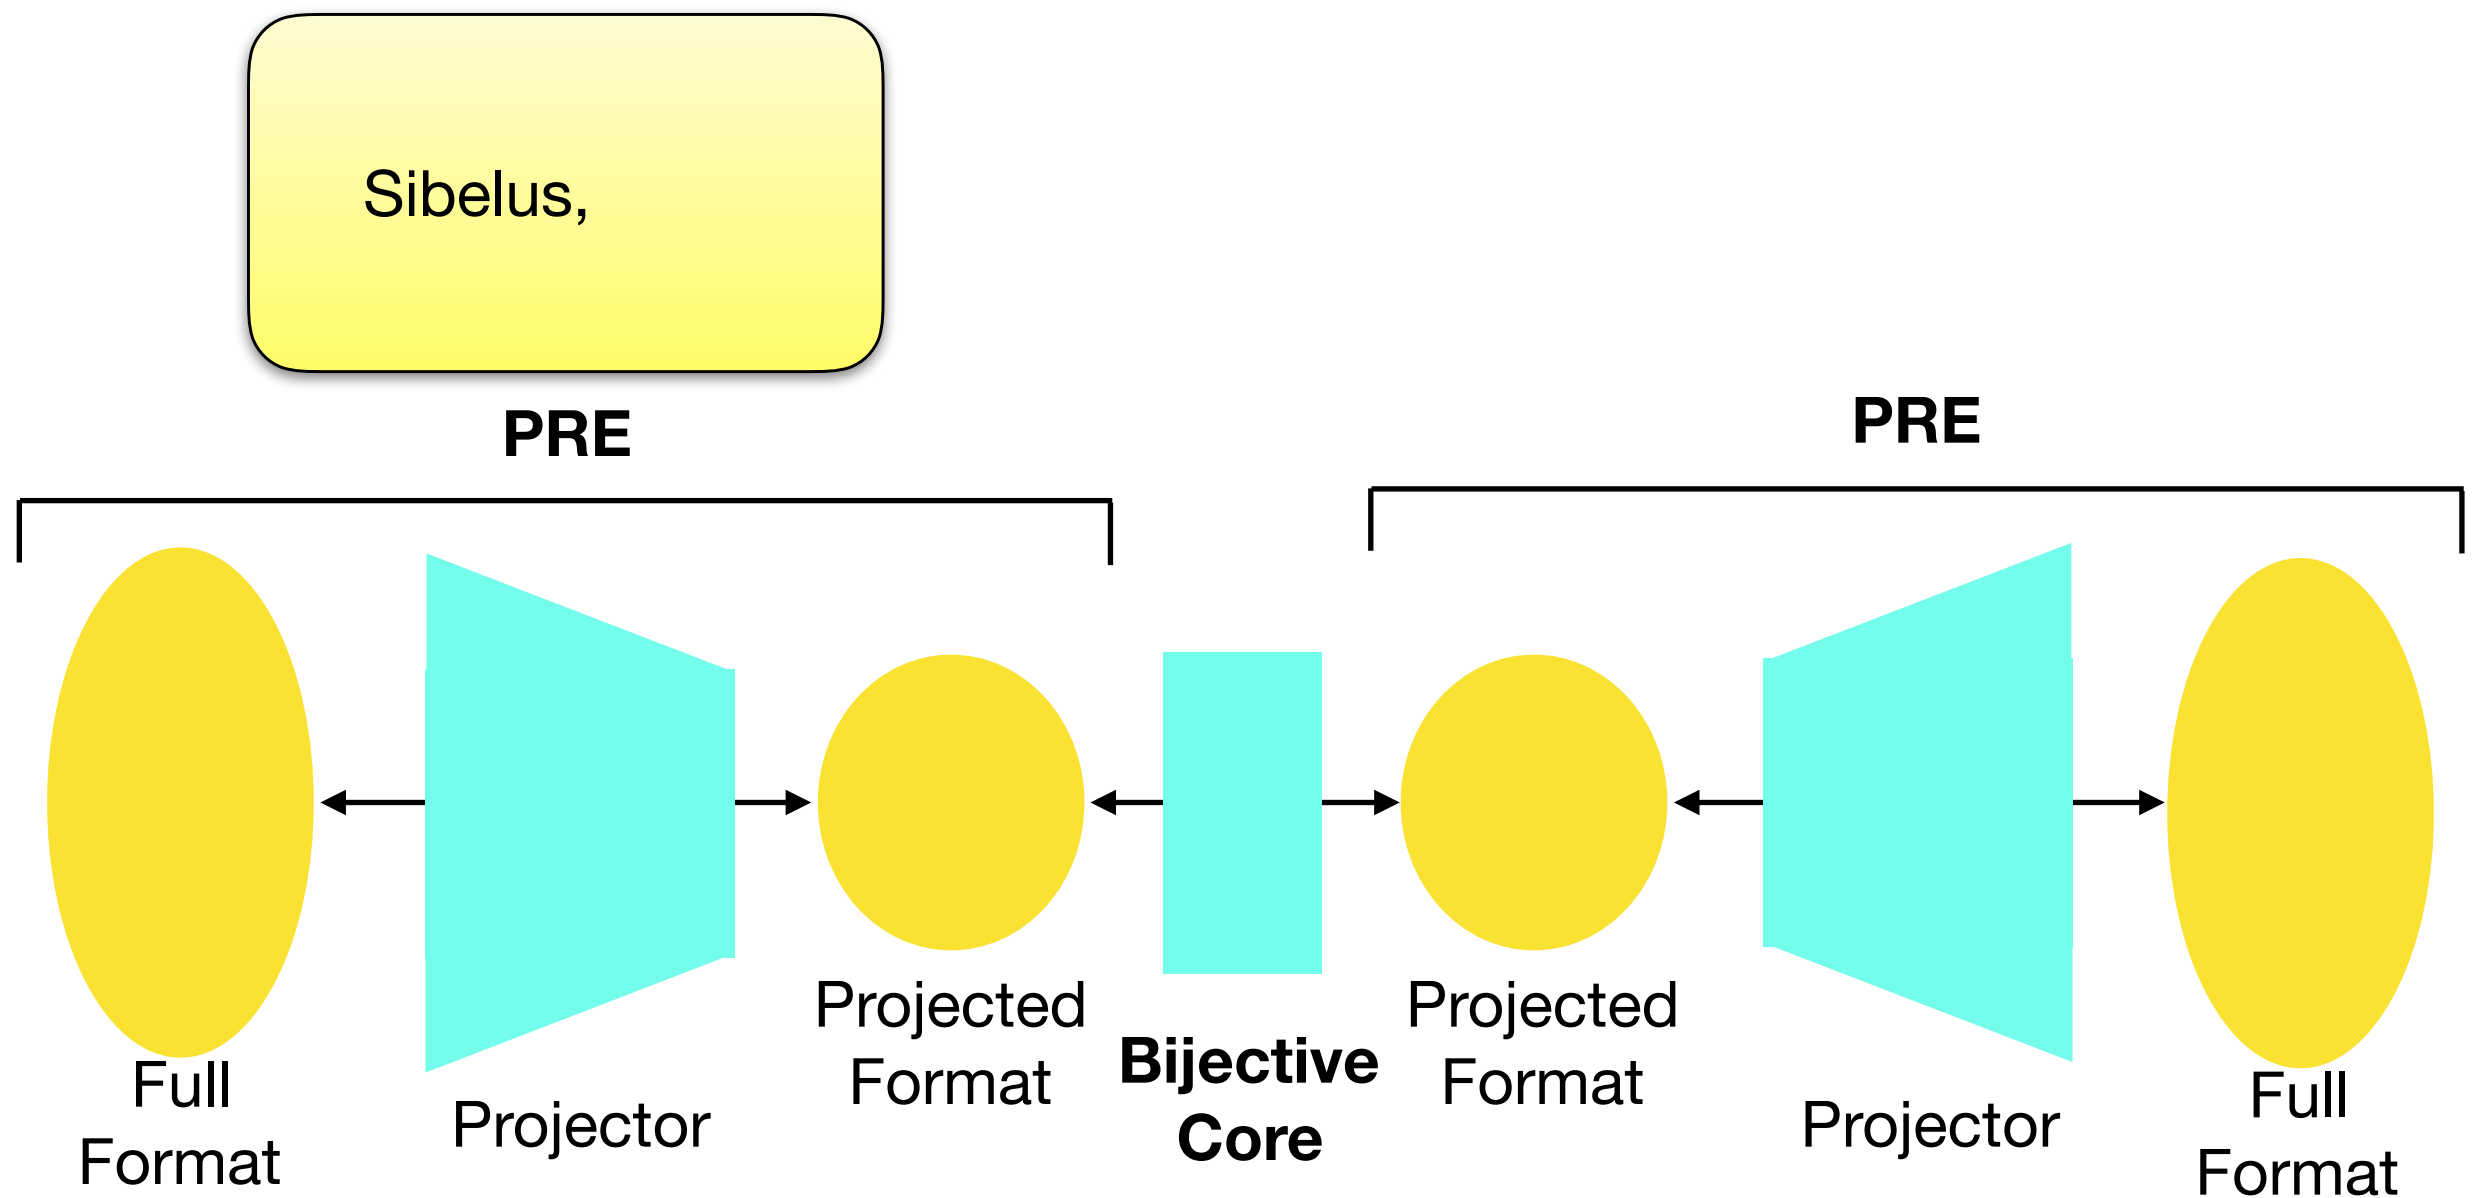 Sibelus,
PRE
PRE
Full
Format
Projector
Projected
Format
Bijective
Core
Projected
Format
Projector
Full
Format